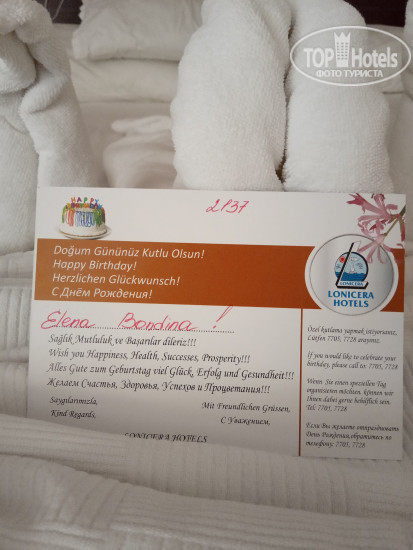 TOP Hotels
ФОТО ТУРИСТА
2137
HAPPY
Doğum Gününüz Kutlu Olsun!
Happy Birthday!
Herzlichen Glückwunsch!
С Днём Рождения!
LONICERA
LONICERA
HOTELS
Elena Bondina!
Sağlık Mutluluk ve Başarılar dileriz!!!
Wish you Happiness, Health, Successes, Prosperity!!!
Alles Gute zum Geburtstag viel Glück, Erfolg und Gesundheit!!!
Желаем Счастья, Здоровья, Успехов и Процветания!!!
Saygılarımızla,
Kind Regards,
Mit Freundlichen Grüssen,
С Уважением,
LONICERA HOTELS
Özel kutlama yapmak istiyorsanız,
Lütfen 7705, 7728 arayınız.
If you would like to celebrate your
birthday, please call to: 7705, 7728
Wenn Sie einen speziellen Tag
organisieren möchten, können wir
Ihnen dabei gerne behilflich sein.
Tel: 7705, 7728
Если Вы желаете отпраздновать
День Рождения,обратитесь по
телефону: 7705, 7728